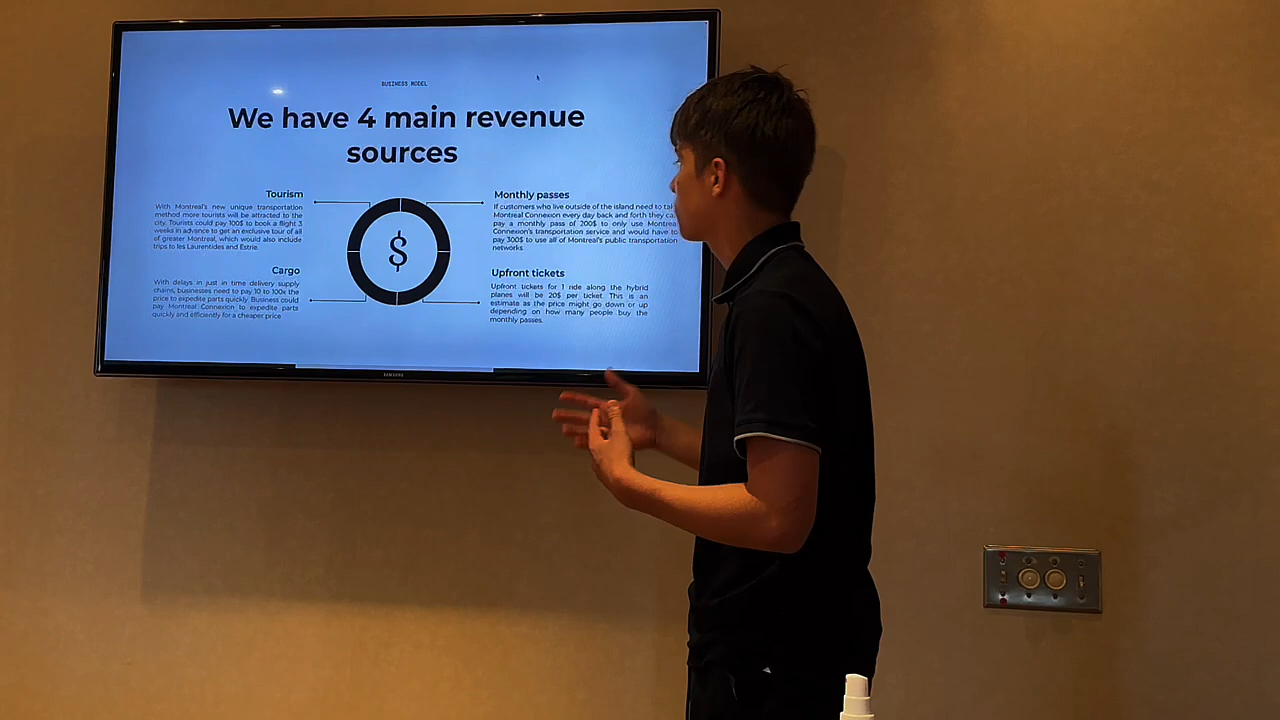 BUSINESS MODEL
We have 4 main revenue
sources
Tourism
With Montreal's new unique transportation
method more tourists will be attracted to the
city. Tourists could pay 100$ to book a flight 3
weeks in advance to get an exclusive tour of all
of greater Montreal, which would also include
trips to les Laurentides and Estrie.
Cargo
With delays in just in time delivery supply
chains, businesses need to pay 10 to 100x the
price to expedite parts quickly. Business could
pay Montreal Connexion to expedite parts
quickly and efficiently for a cheaper price
$
Monthly passes
If customers who live outside of the island need to
Montreal Connexion every day back and forth they
pay a monthly pass of 200$ to only use
Connexion's transportation service and would have to
pay 300$ to use all of Montreal's public transportation
networks
Upfront tickets
Upfront tickets for 1 ride along the hybrid
planes will be 20$ per ticket. This is an
estimate as the price might go down or up
depending on how many people buy the
monthly passes.
SAMSUNG